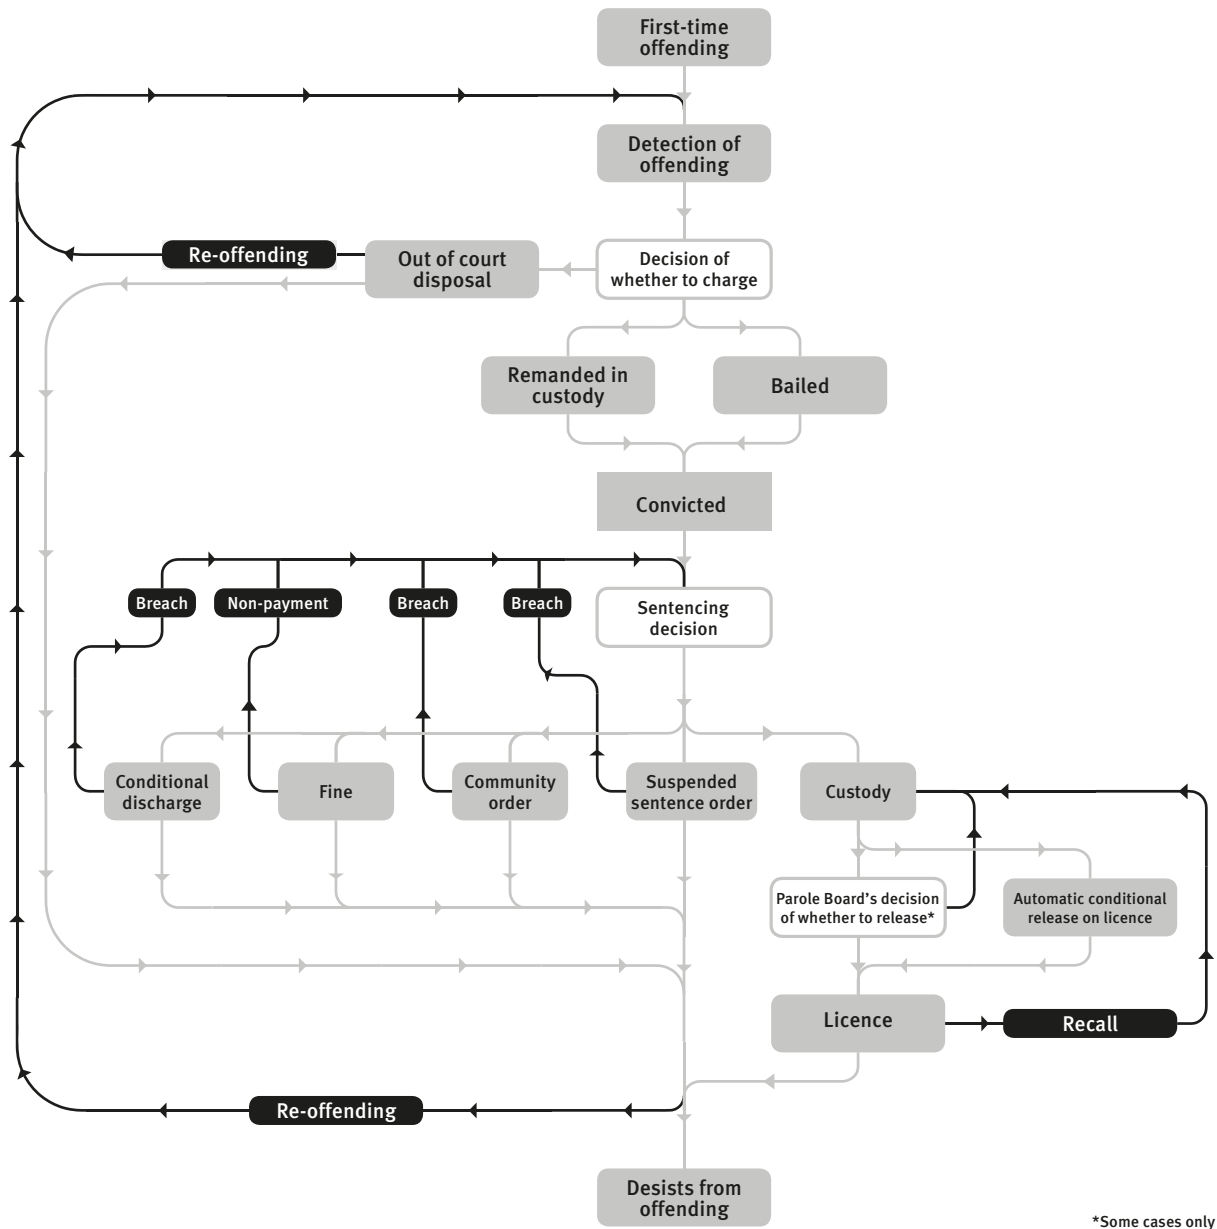 First-time
offending
Detection of
offending
Re-offending
Out of court
disposal
Decision of
whether to charge
Remanded in
custody
Bailed
Convicted
Breach
Non-payment
Breach
Breach
Sentencing
decision
Conditional
discharge
Fine
Community
order
Suspended
sentence order
Custody
Parole Board's decision
of whether to release*
Automatic conditional
release on licence
Licence
Recall
Re-offending
Desists from
offending
*Some cases only